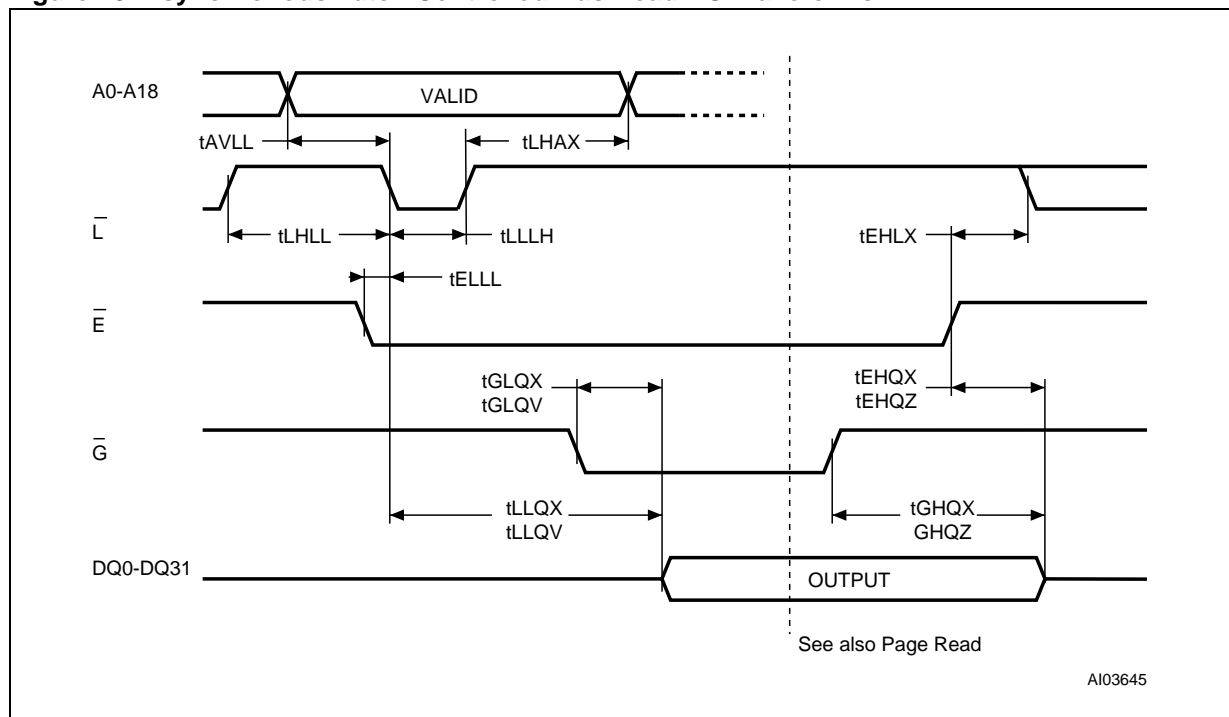 A0-A18
VALID
tAVLL
tLHAX
L
tLHLL
tLLLH
tEHLX
tELLL
E
tGLQX
tGLQV
tEHQX
tEHQZ
G
tLLQX
tLLQV
tGHQX
GHQZ
DQ0-DQ31
OUTPUT
See also Page Read
AI03645